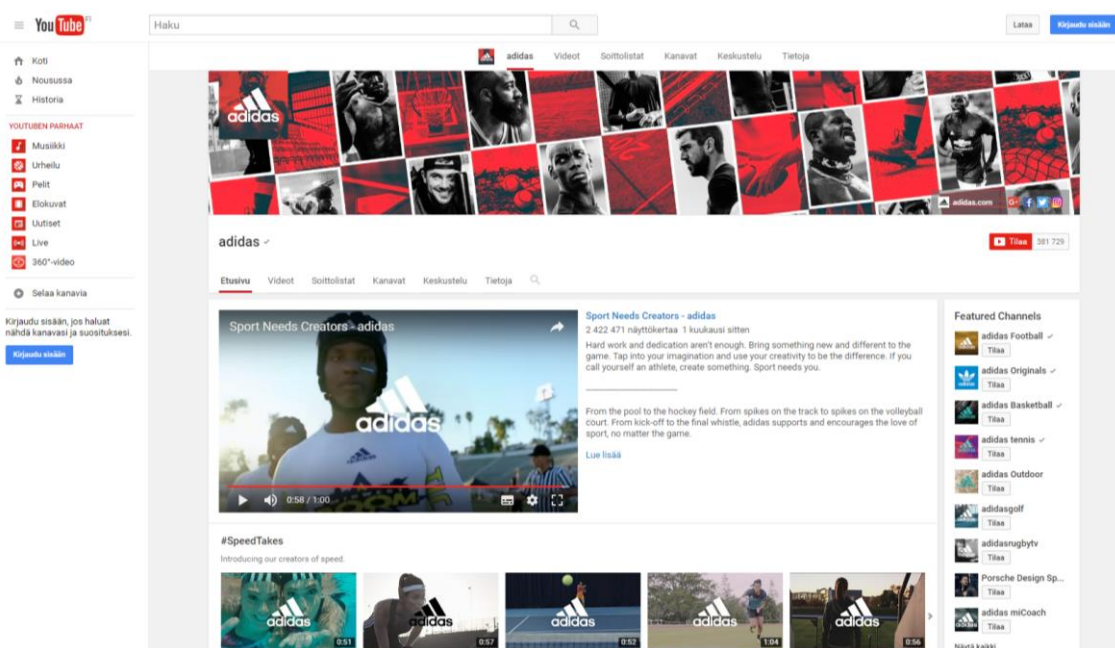 YouTube FI
Haku
Lataa
Kirjaudu sisään
Koti
Nousussa
Historia
YOUTUBEN PARHAAT
Musiikki
Urheilu
Pelit
Elokuvat
Uutiset
Live
360°-video
Selaa kanavia
Kirjaudu sisään, jos haluat
nähdä kanavasi ja suosituksesi.
Kirjaudu sisään
adidas Videot Soittolistat Kanavat Keskustelu Tietoja
adidas
adidas.com
adidas
Tilaa 381 729
Etusivu Videot Soittolistat Kanavat Keskustelu Tietoja
Sport Needs Creators - adidas
adidas
0:58 / 1:00
Sport Needs Creators - adidas
2 422 471 näyttökertaa 1 kuukausi sitten
Hard work and dedication aren't enough. Bring something new and different to the
game. Tap into your imagination and use your creativity to be the difference. If you
call yourself an athlete, create something. Sport needs you.
From the pool to the hockey field. From spikes on the track to spikes on the volleyball
court. From kick-off to the final whistle, adidas supports and encourages the love of
sport, no matter the game.
Lue lisää
#SpeedTakes
Introducing our creators of speed.
adidas
0:51
adidas
0:57
adidas
0:52
adidas
1:04
adidas
0:56
Featured Channels
adidas Football
Tilaa
adidas Originals
Tilaa
adidas Basketball
Tilaa
adidas tennis
Tilaa
adidas Outdoor
Tilaa
adidasgolf
Tilaa
adidasrugbytv
Tilaa
Porsche Design Sp...
Tilaa
adidas miCoach
Tilaa
Näytä kaikki